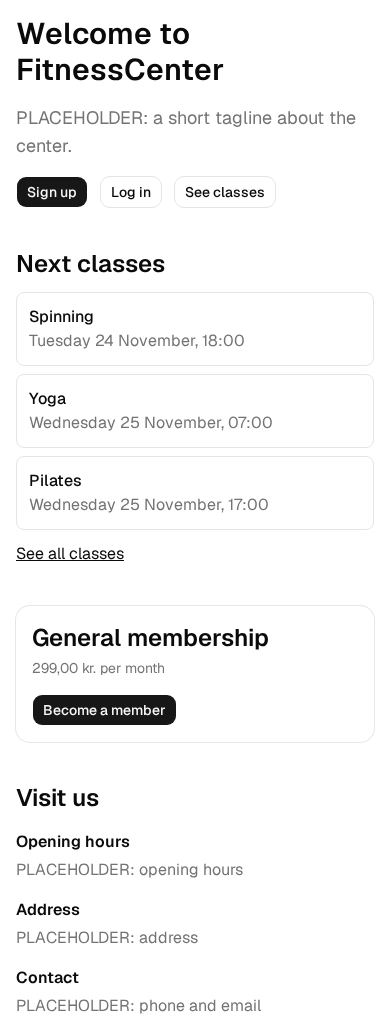 Welcome to
FitnessCenter
PLACEHOLDER: a short tagline about the
center.
Sign up
Log in
See classes
Next classes
Spinning
Tuesday 24 November, 18:00
Yoga
Wednesday 25 November, 07:00
Pilates
Wednesday 25 November, 17:00
See all classes
General membership
299,00 kr. per month
Become a member
Visit us
Opening hours
PLACEHOLDER: opening hours
Address
PLACEHOLDER: address
Contact
PLACEHOLDER: phone and email